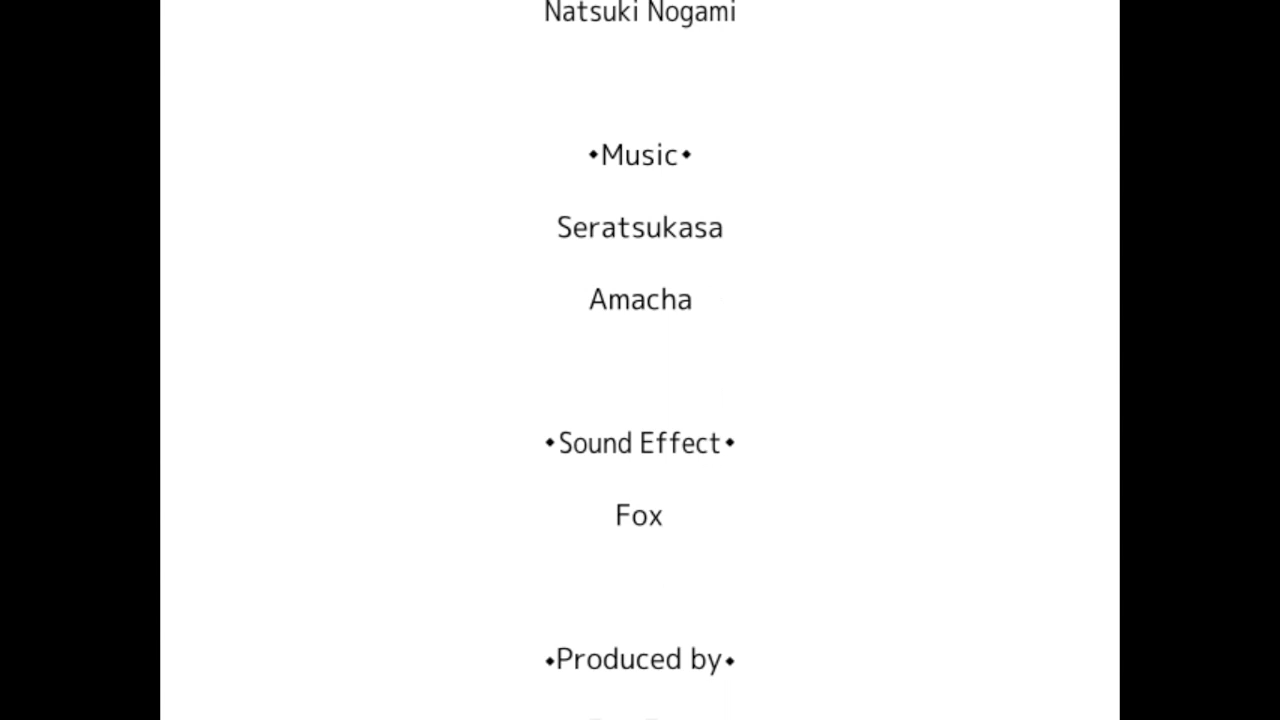 Natsuki Nogami
◆Music◆
Seratsukasa
Amacha
◆Sound Effect◆
Fox
◆Produced by◆